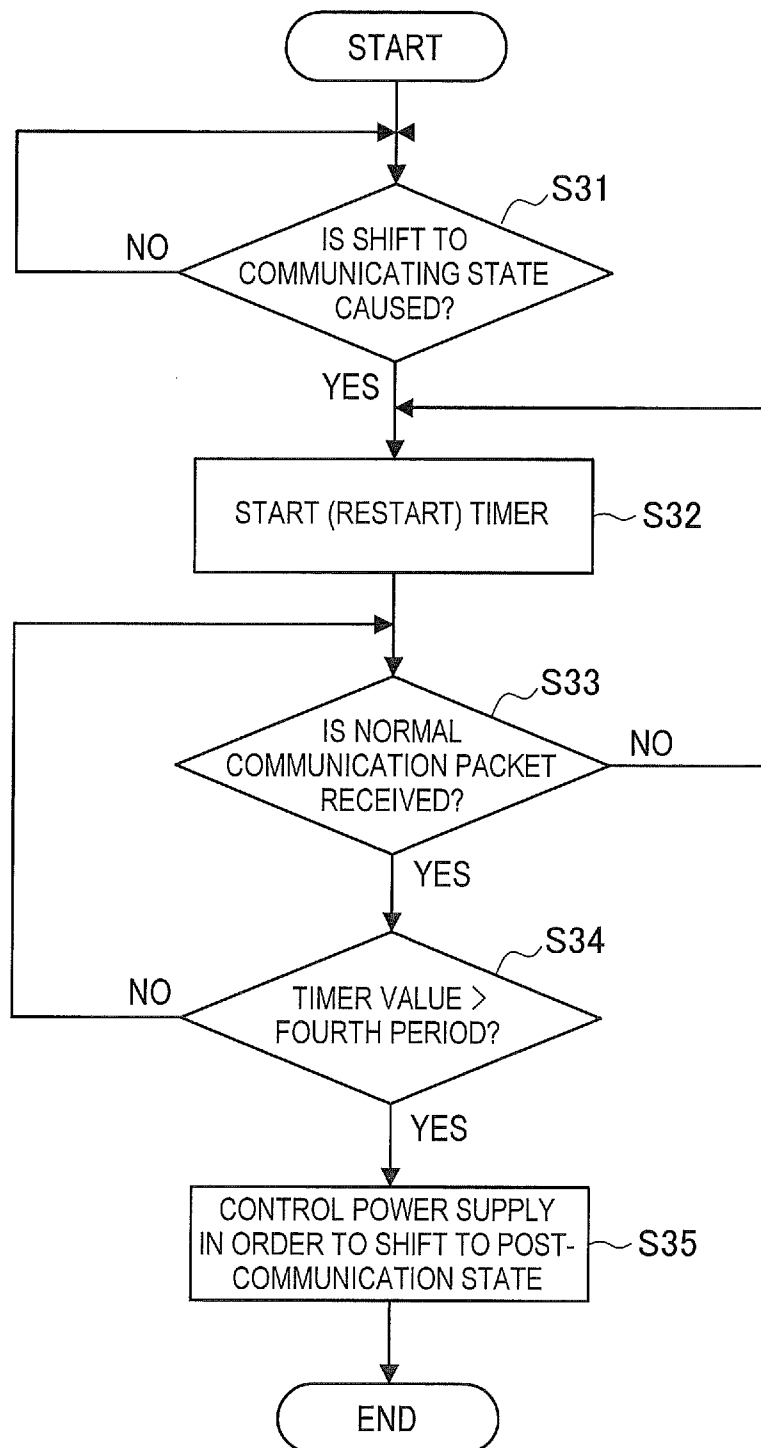 START
S31
NO
IS SHIFT TO
COMMUNICATING STATE
CAUSED?
YES
START (RESTART) TIMER
S32
S33
IS NORMAL
COMMUNICATION PACKET
RECEIVED?
NO
YES
S34
NO
TIMER VALUE >
FOURTH PERIOD?
YES
CONTROL POWER SUPPLY
IN ORDER TO SHIFT TO POST-
COMMUNICATION STATE
S35
END